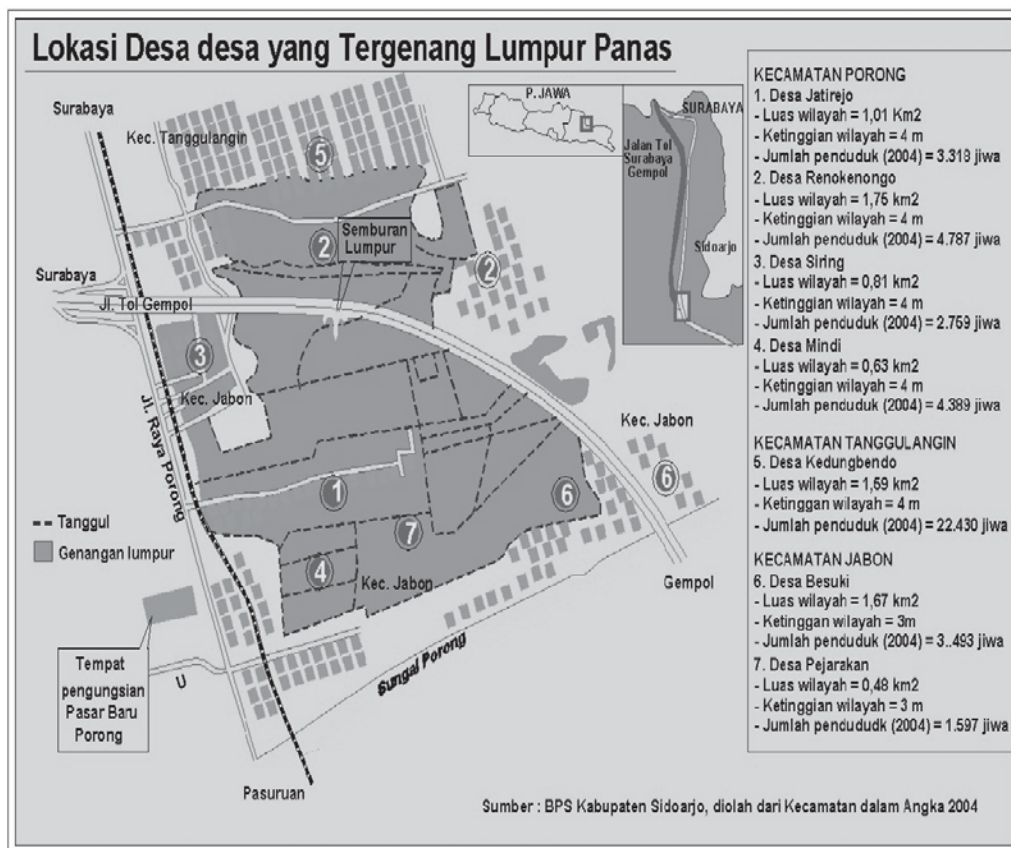 Lokasi Desa desa yang Tergenang Lumpur Panas
Surabaya
Kec. Tanggulangin
5
P. JAWA
SURABAYA
Jalan Tol
Surabaya
Gempol
Sidoarjo
Semburan
Lumpur
2
2
Surabaya
Jl. Tol Gempol
3
Kec. Jabon
Jl. Raya Porong
Kec. Jabon
6
6
1
7
4
Kec. Jabon
Gempol
Tanggul
Genangan lumpur
Sungai Porong
U
Tempat
pengungsian
Pasar Baru
Porong
Pasuruan
KECAMATAN PORONG
1. Desa Jatirejo
- Luas wilayah = 1,01 Km2
- Ketinggian wilayah = 4 m
- Jumlah penduduk (2004) = 3.318 jiwa
2. Desa Renokenongo
- Luas wilayah = 1,75 km2
- Ketinggian wilayah = 4 m
- Jumlah penduduk (2004) = 4.787 jiwa
3. Desa Siring
- Luas wilayah = 0,81 km2
- Ketinggian wilayah = 4 m
- Jumlah penduduk (2004) = 2.759 jiwa
4. Desa Mindi
- Luas wilayah = 0,63 km2
- Ketinggian wilayah = 4 m
- Jumlah penduduk (2004) = 4.389 jiwa
KECAMATAN TANGGULANGIN
5. Desa Kedungbendo
- Luas wilayah = 1,59 km2
- Ketinggan wilayah = 4 m
- Jumlah penduduk (2004) = 22.430 jiwa
KECAMATAN JABON
6. Desa Besuki
- Luas wilayah = 1,67 km2
- Ketinggan wilayah = 3m
- Jumlah penduduk (2004) = 3..493 jiwa
7. Desa Pejarakan
- Luas wilayah = 0,48 km2
- Ketinggian wilayah = 3 m
- Jumlah pendududk (2004) = 1.597 jiwa
Sumber : BPS Kabupaten Sidoarjo, diolah dari Kecamatan dalam Angka 2004